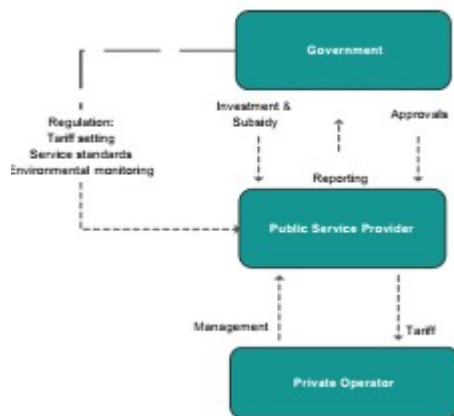 Government
Regulation:
Tariff setting
Service standards
Environmental monitoring
Investment &
Subsidy
Approvals
Reporting
Public Service Provider
Management
Tariff
Private Operator